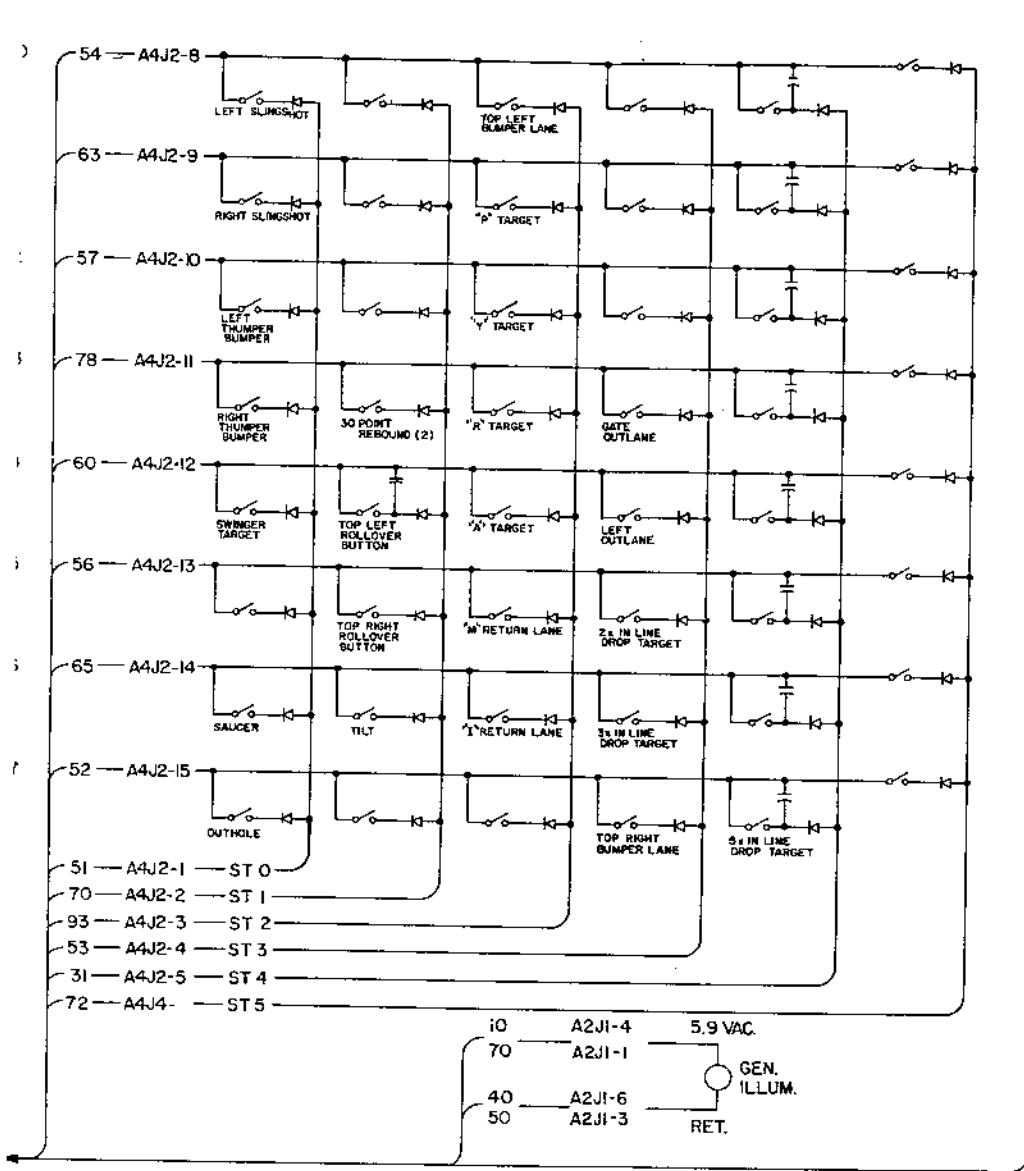 54 — A4J2-8
LEFT SLINGSHOT
TOP LEFT
BUMPER LANE
63 — A4J2-9
RIGHT SLINGSHOT
"P" TARGET
57 — A4J2-10
LEFT
THUMPER
BUMPER
"Y" TARGET
78 — A4J2-11
RIGHT
THUMPER
BUMPER
30 POINT
REBOUND (2)
"R" TARGET
GATE
OUTLANE
60 — A4J2-12
SWINGER
TARGET
TOP LEFT
ROLLOVER
BUTTON
"A" TARGET
LEFT
OUTLANE
56 — A4J2-13
TOP RIGHT
ROLLOVER
BUTTON
"M" RETURN LANE
2x IN LINE
DROP TARGET
65 — A4J2-14
SAUCER
TILT
"I" RETURN LANE
3x IN LINE
DROP TARGET
52 — A4J2-15
OUTHOLE
TOP RIGHT
BUMPER LANE
5x IN LINE
DROP TARGET
51 — A4J2-1 — ST 0
70 — A4J2-2 — ST 1
93 — A4J2-3 — ST 2
53 — A4J2-4 — ST 3
31 — A4J2-5 — ST 4
72 — A4J4- — ST 5
10 A2J1-4 5.9 VAC.
70 A2J1-1
GEN.
ILLUM.
40 A2J1-6
50 A2J1-3 RET.